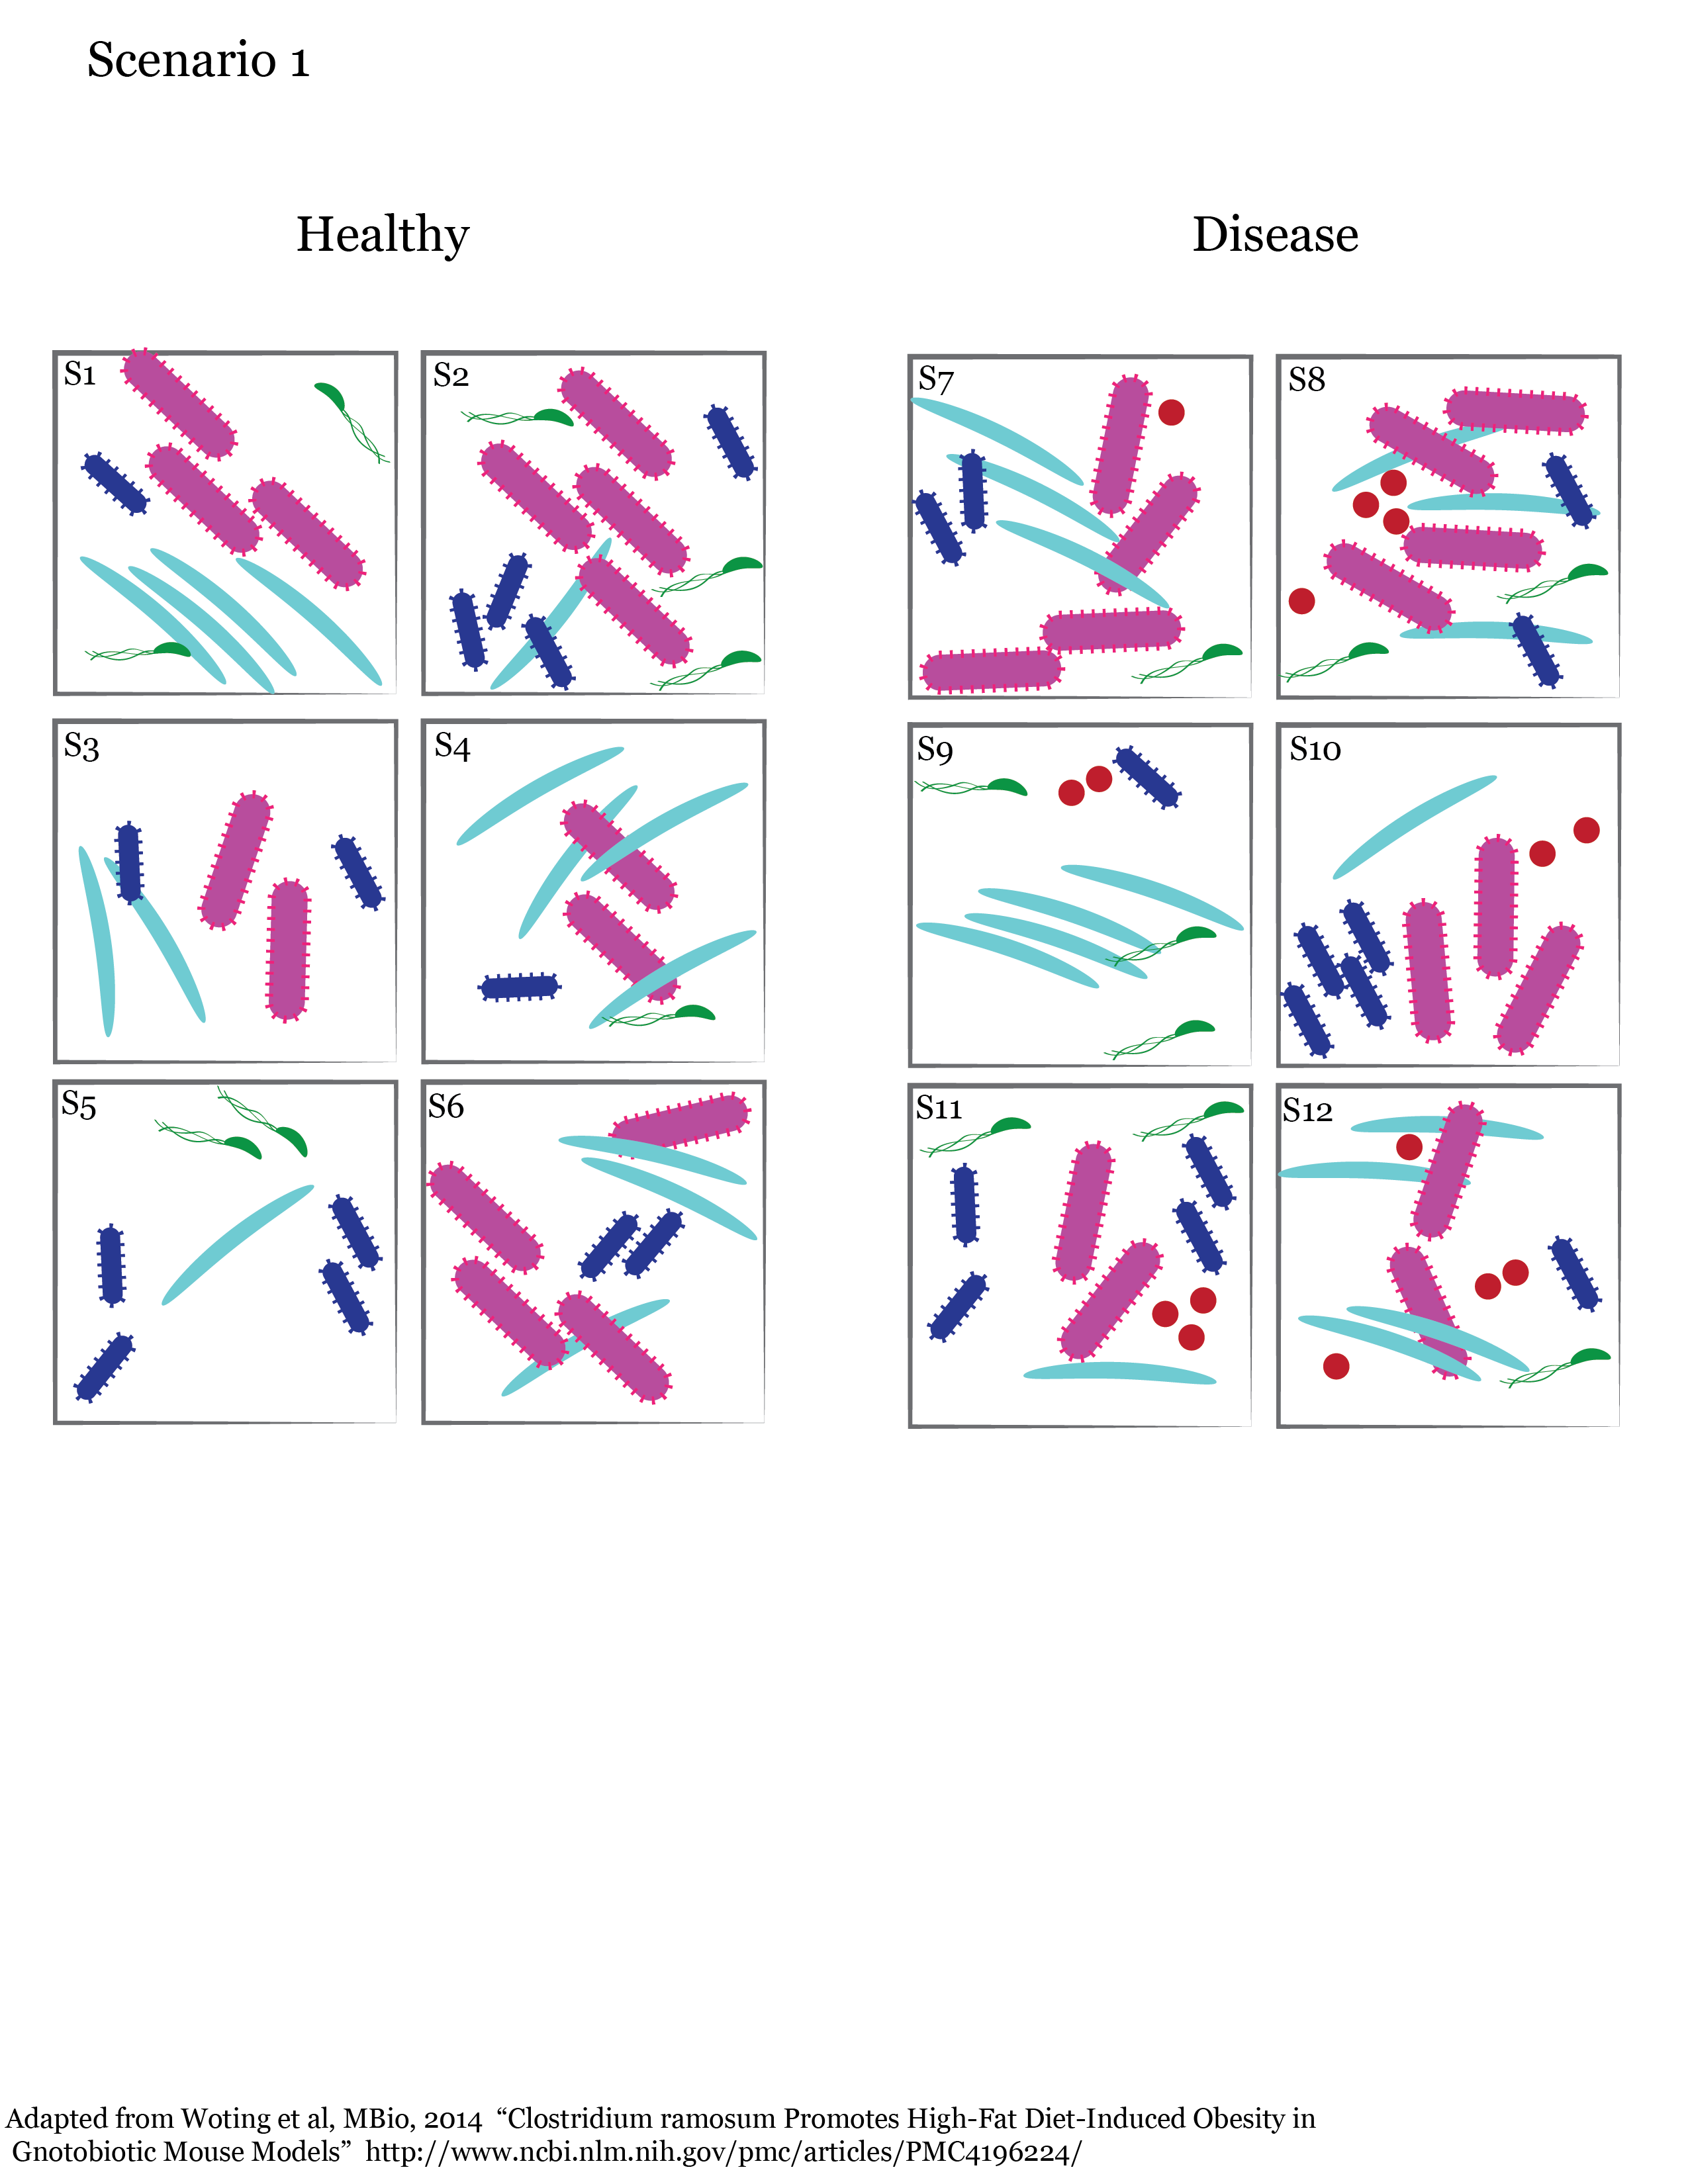 Scenario 1
Healthy
Disease
S1
S2
S7
S8
S3
S4
S9
S10
S5
S6
S11
S12
Adapted from Woting et al, MBio, 2014 “Clostridium ramosum Promotes High-Fat Diet-Induced Obesity in
Gnotobiotic Mouse Models” http://www.ncbi.nlm.nih.gov/pmc/articles/PMC4196224/